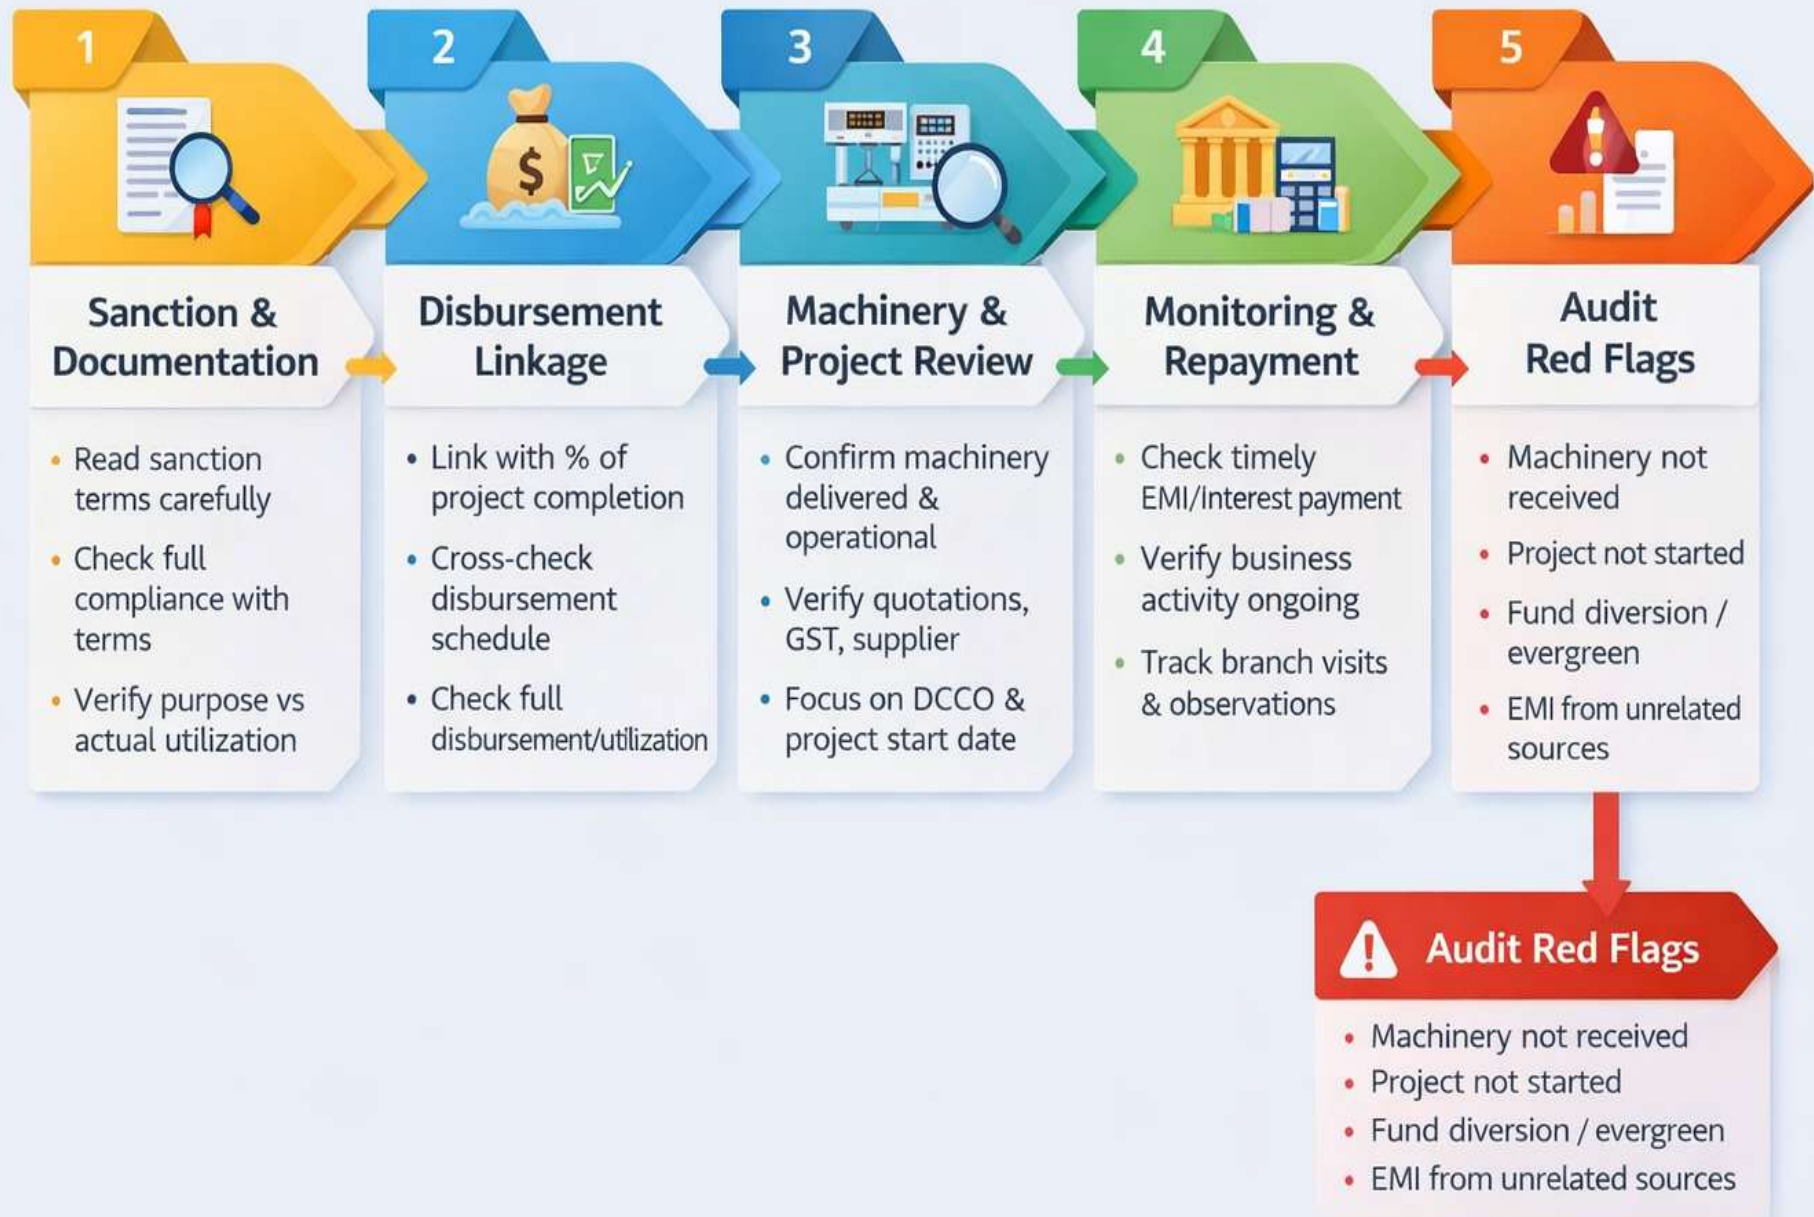 1
Sanction &
Documentation
• Read sanction
terms carefully
• Check full
compliance with
terms
• Verify purpose vs
actual utilization
2
$
Disbursement
Linkage
• Link with % of
project completion
• Cross-check
disbursement
schedule
• Check full
disbursement/utilization
3
Machinery &
Project Review
• Confirm machinery
delivered &
operational
• Verify quotations,
GST, supplier
• Focus on DCCO &
project start date
4
Monitoring &
Repayment
• Check timely
EMI/Interest payment
• Verify business
activity ongoing
• Track branch visits
& observations
5
Audit
Red Flags
• Machinery not
received
• Project not started
• Fund diversion /
evergreen
• EMI from unrelated
sources
Audit Red Flags
• Machinery not received
• Project not started
• Fund diversion / evergreen
• EMI from unrelated sources